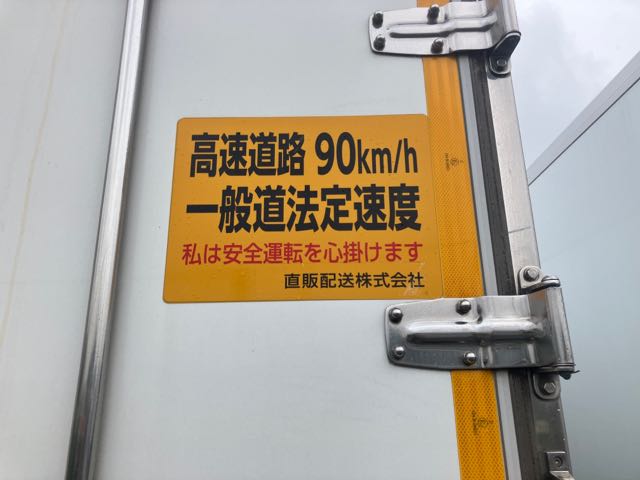 高速道路 90km/h
一般道法定速度
私は安全運転を心掛けます
直販配送株式会社